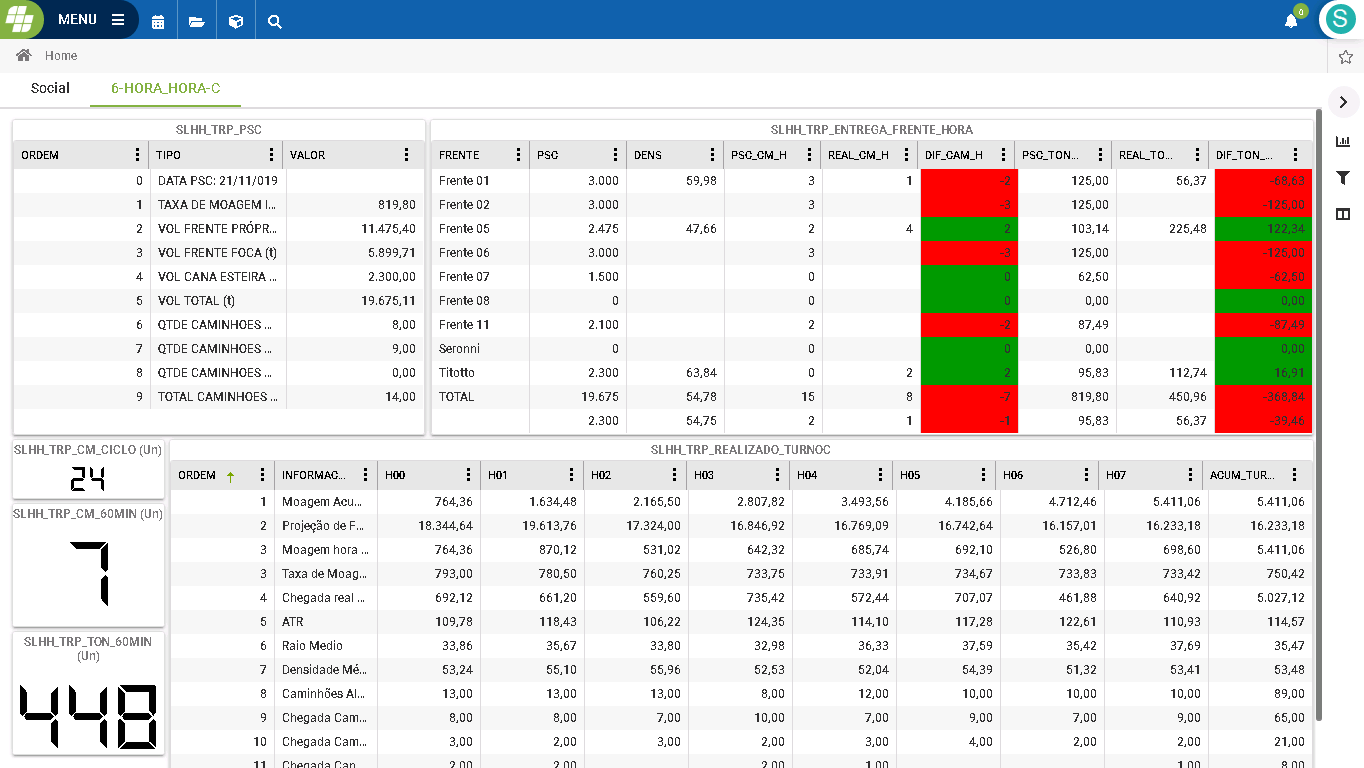 MENU
0
S
Home
Social 6-HORA_HORA-C
SLHH_TRP_PSC
ORDEM TIPO VALOR
0 DATA PSC: 21/11/019
1 TAXA DE MOAGEM I... 819,80
2 VOL FRENTE PRÓPR... 11.475,40
3 VOL FRENTE FOCA (t) 5.899,71
4 VOL CANA ESTEIRA ... 2.300,00
5 VOL TOTAL (t) 19.675,11
6 QTDE CAMINHOES ... 8,00
7 QTDE CAMINHOES ... 9,00
8 QTDE CAMINHOES ... 0,00
9 TOTAL CAMINHOES ... 14,00
SLHH_TRP_ENTREGA_FRENTE_HORA
FRENTE PSC DENS PSC_CM_H REAL_CM_H DIF_CAM_H PSC_TON... REAL_TO... DIF_TON_...
Frente 01 3.000 59,98 3 1 -2 125,00 56,37 -68,63
Frente 02 3.000 3 -3 125,00 -125,00
Frente 05 2.475 47,66 2 4 2 103,14 225,48 122,34
Frente 06 3.000 3 -3 125,00 -125,00
Frente 07 1.500 0 0 62,50 -62,50
Frente 08 0 0 0 0,00 0,00
Frente 11 2.100 2 -2 87,49 -87,49
Seronni 0 0 0 0,00 0,00
Titotto 2.300 63,84 0 2 2 95,83 112,74 16,91
TOTAL 19.675 54,78 15 8 -7 819,80 450,96 -368,84
2.300 54,75 2 1 -1 95,83 56,37 -39,46
SLHH_TRP_CM_CICLO (Un)
24
SLHH_TRP_CM_60MIN (Un)
7
SLHH_TRP_TON_60MIN
(Un)
448
SLHH_TRP_REALIZADO_TURNOC
ORDEM INFORMAC... H00 H01 H02 H03 H04 H05 H06 H07 ACUM_TUR...
1 Moagem Acu... 764,36 1.634,48 2.165,50 2.807,82 3.493,56 4.185,66 4.712,46 5.411,06 5.411,06
2 Projeção de F... 18.344,64 19.613,76 17.324,00 16.846,92 16.769,09 16.742,64 16.157,01 16.233,18 16.233,18
3 Moagem hora ... 764,36 870,12 531,02 642,32 685,74 692,10 526,80 698,60 5.411,06
3 Taxa de Moag... 793,00 780,50 760,25 733,75 733,91 734,67 733,83 733,42 750,42
4 Chegada real ... 692,12 661,20 559,60 735,42 572,44 707,07 461,88 640,92 5.027,12
5 ATR 109,78 118,43 106,22 124,35 114,10 117,28 122,61 110,93 114,57
6 Raio Medio 33,86 35,67 33,80 32,98 36,33 37,59 35,42 37,69 35,47
7 Densidade Mé... 53,24 55,10 55,96 52,53 52,04 54,39 51,32 53,41 53,48
8 Caminhões Al... 13,00 13,00 13,00 8,00 12,00 10,00 10,00 10,00 89,00
9 Chegada Cam... 8,00 8,00 7,00 10,00 7,00 9,00 7,00 9,00 65,00
10 Chegada Cam... 3,00 2,00 3,00 2,00 3,00 4,00 2,00 2,00 21,00
11 Chegada Can... 2,00 2,00 2,00 1,00 1,00 8,00